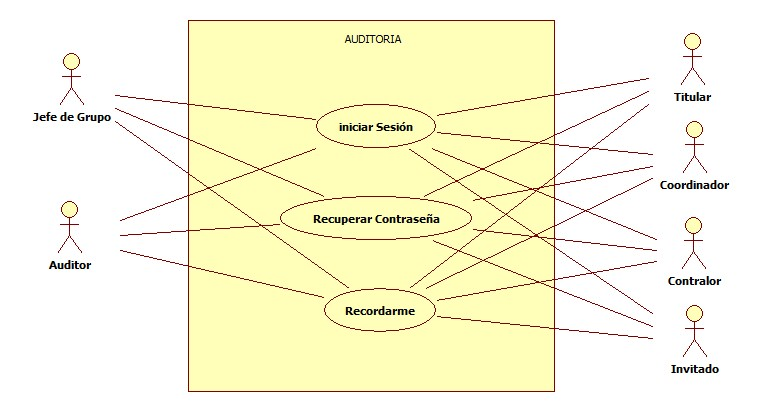 AUDITORIA
Jefe de Grupo
Titular
iniciar Sesión
Coordinador
Recuperar Contraseña
Auditor
Contralor
Recordarme
Invitado